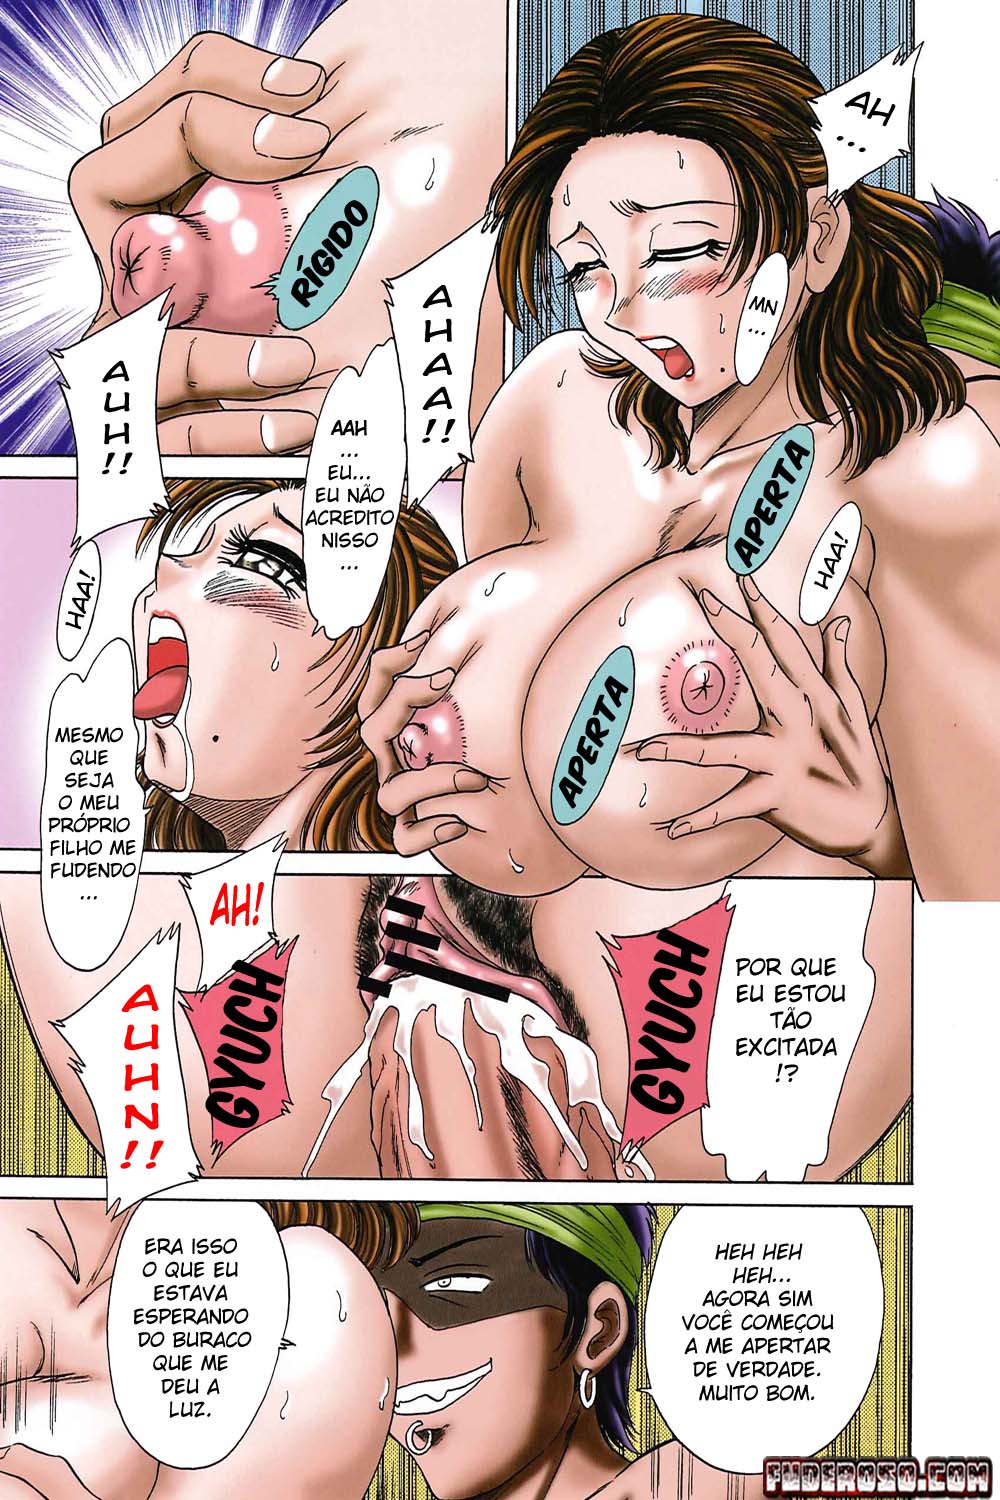 AH
...
RÍGIDO
MN
...
AHAA!!
AUH!!
AAH
...
EU...
EU NÃO
ACREDITO
NISSO
...
APERTA
HAA!
HAA!
APERTA
MESMO
QUE
SEJA
O MEU
PRÓPRIO
FILHO ME
FUDENDO
...
AH!
GYUCH
GYUCH
POR QUE
EU ESTOU
TÃO
EXCITADA
!?
AUHN!!
HEH HEH
HEH...
AGORA SIM
VOCÊ COMEÇOU
A ME APERTAR
DE VERDADE.
MUITO BOM.
ERA ISSO
O QUE EU
ESTAVA
ESPERANDO
DO BURACO
QUE ME
DEU A
LUZ.
FUDEROSO.COM